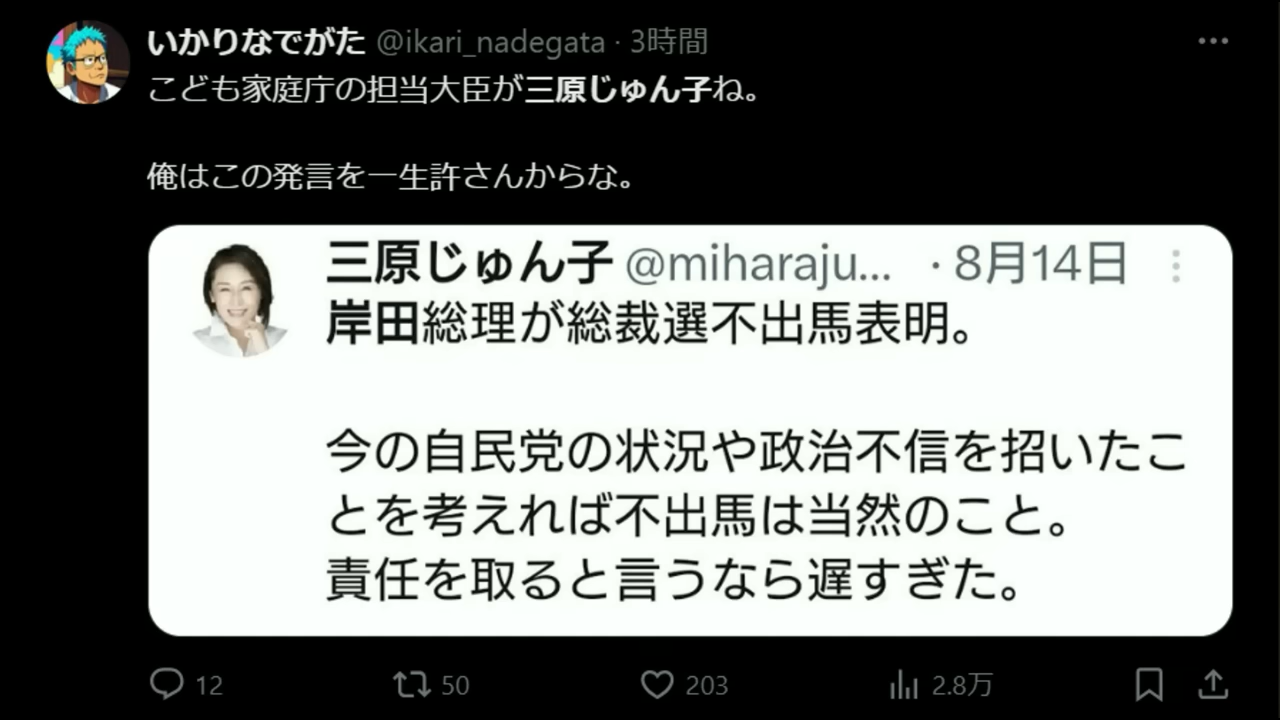 いかりなでがた @ikari_nadegata · 3時間
こども家庭庁の担当大臣が三原じゅん子ね。
俺はこの発言を一生許さんからな。
三原じゅん子 @miharaju... · 8月14日
岸田総理が総裁選不出馬表明。
今の自民党の状況や政治不信を招いたこ
とを考えれば不出馬は当然のこと。
責任を取ると言うなら遅すぎた。
12 50 203 2.8万